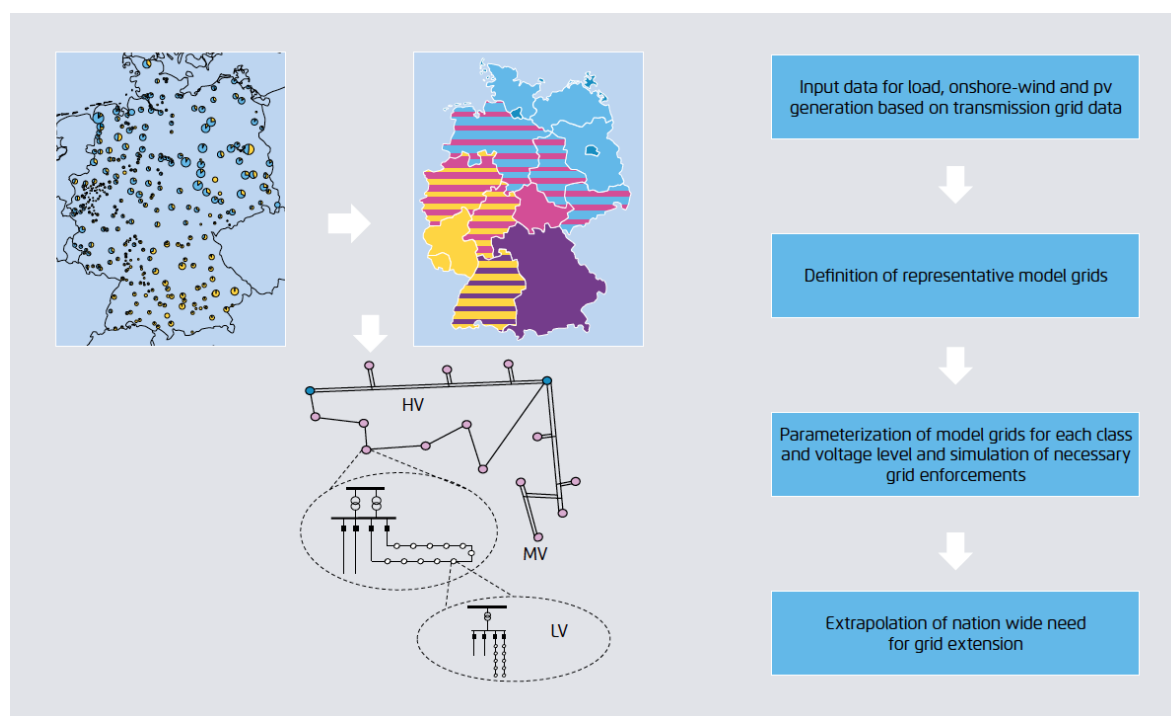 Input data for load, onshore-wind and pv
generation based on transmission grid data
Definition of representative model grids
HV
Parameterization of model grids for each class
and voltage level and simulation of necessary
grid enforcements
MV
LV
Extrapolation of nation wide need
for grid extension